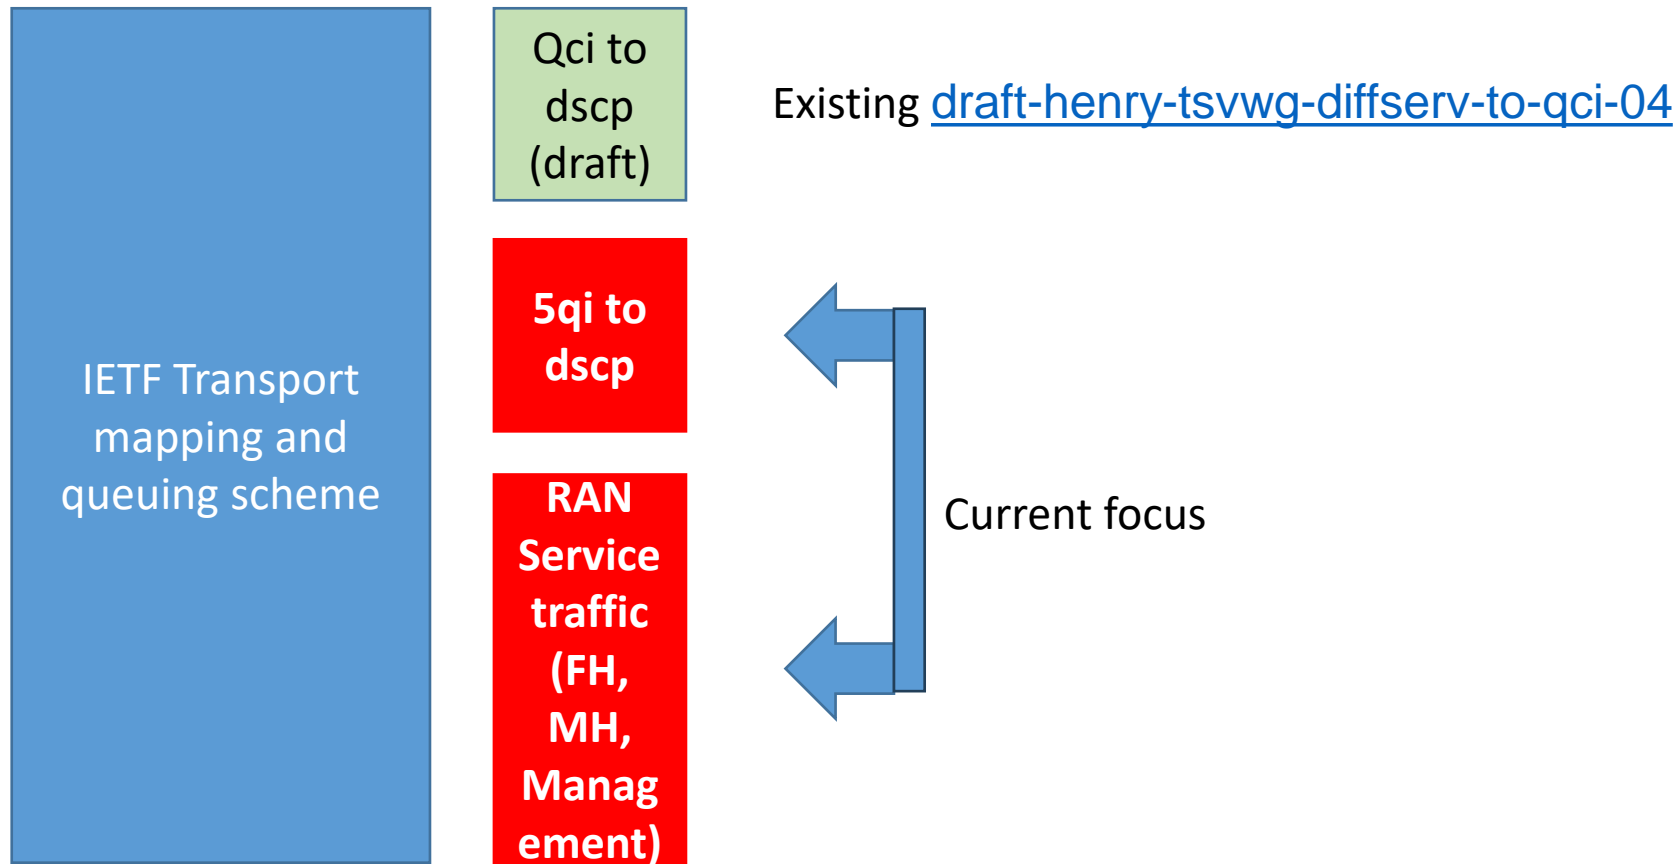 IETF Transport
mapping and
queuing scheme
Qci to
dscp
(draft)
Existing draft-henry-tsvwg-diffserv-to-qci-04
5qi to
dscp
RAN
Service
traffic
(FH,
MH,
Manag
ement)
Current focus